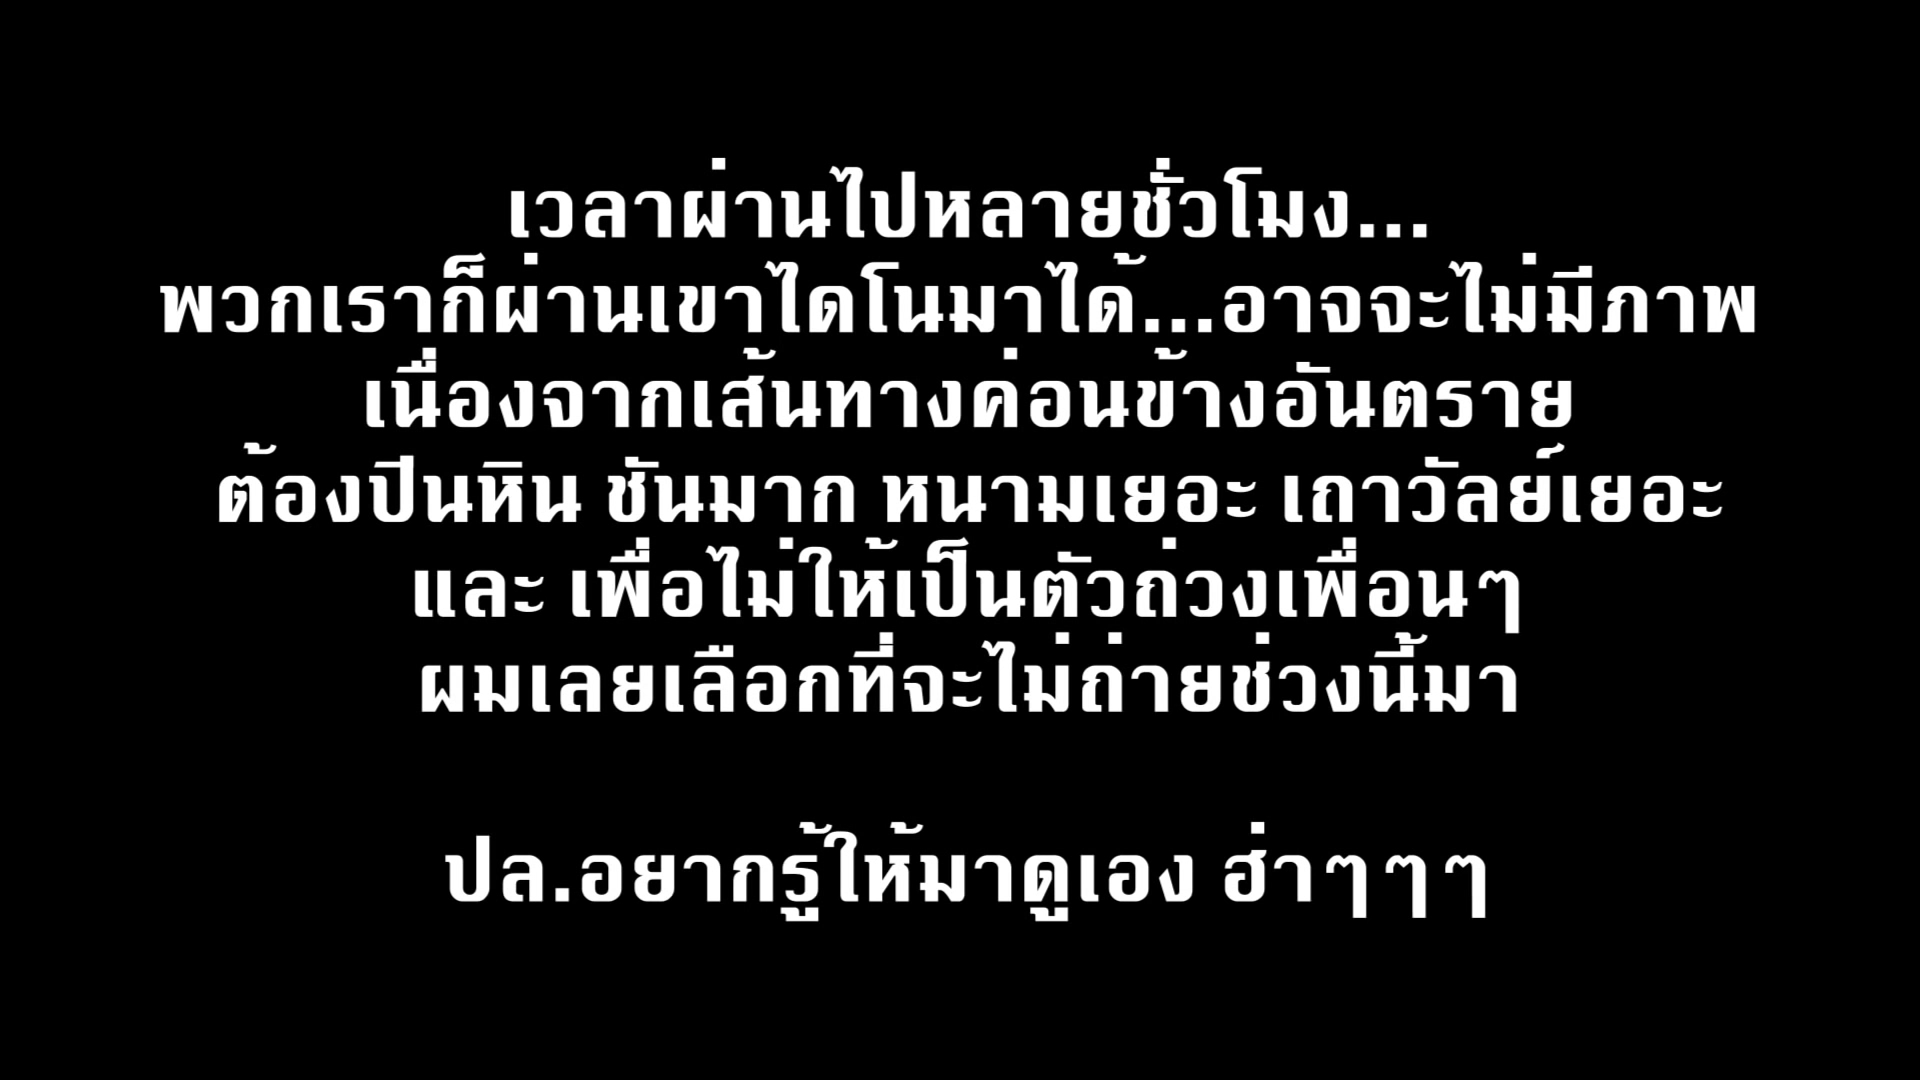 เวลาผ่านไปหลายชั่วโมง...
พวกเราก็ผ่านเขาไดโนมาได้...อาจจะไม่มีภาพ
เนื่องจากเส้นทางค่อนข้างอันตราย
ต้องปีนหิน ชันมาก หนามเยอะ เถาวัลย์เยอะ
และ เพื่อไม่ให้เป็นตัวถ่วงเพื่อนๆ
ผมเลยเลือกที่จะไม่ถ่ายช่วงนี้มา
ปล.อยากรู้ให้มาดูเอง ฮ่าๆๆๆ